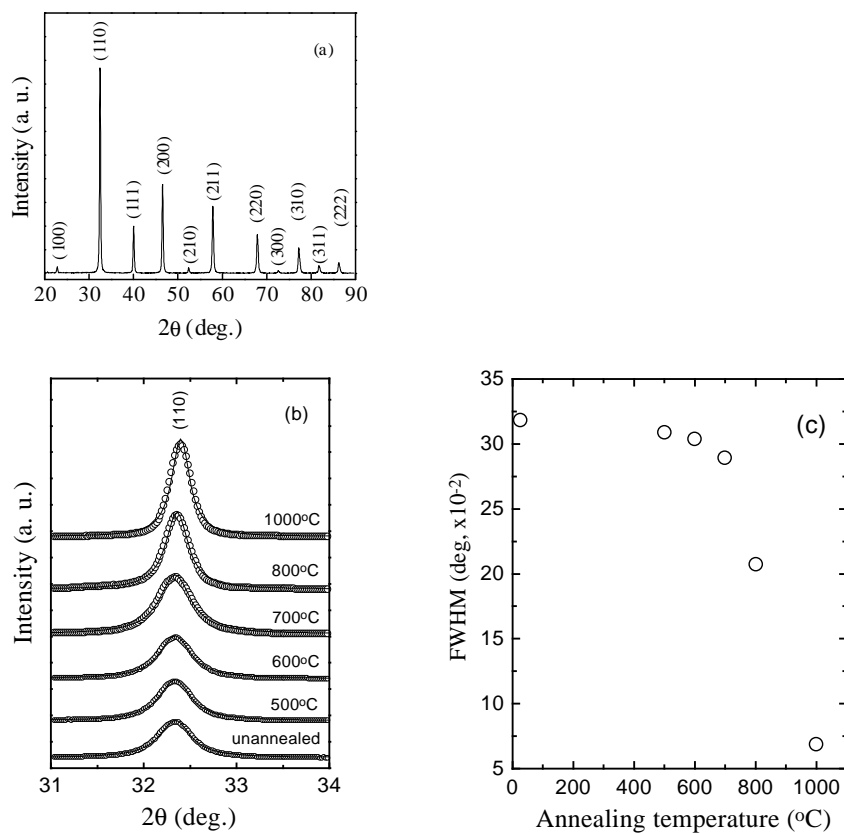 (a)
Intensity (a. u.)
(100)
(110)
(111)
(200)
(210)
(211)
(220)
(300)
(310)
(311)
(222)
20 30 40 50 60 70 80 90
2θ (deg.)
(b)
(110)
Intensity (a. u.)
1000°C
800°C
700°C
600°C
500°C
unannealed
31 32 33 34
2θ (deg.)
(c)
FWHM (deg, x10-2)
35
30
25
20
15
10
5
0 200 400 600 800 1000
Annealing temperature (°C)